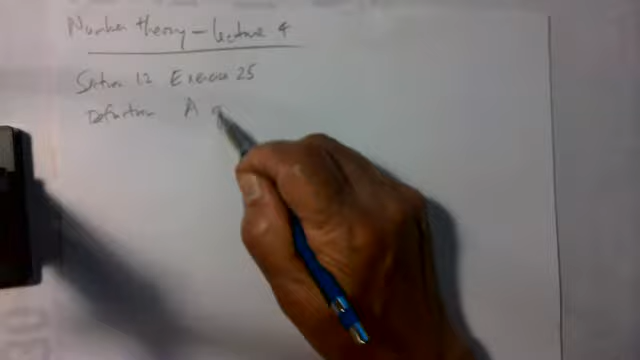 Number theory - lecture 4
Section 1.2 Exercise 25
Definition A